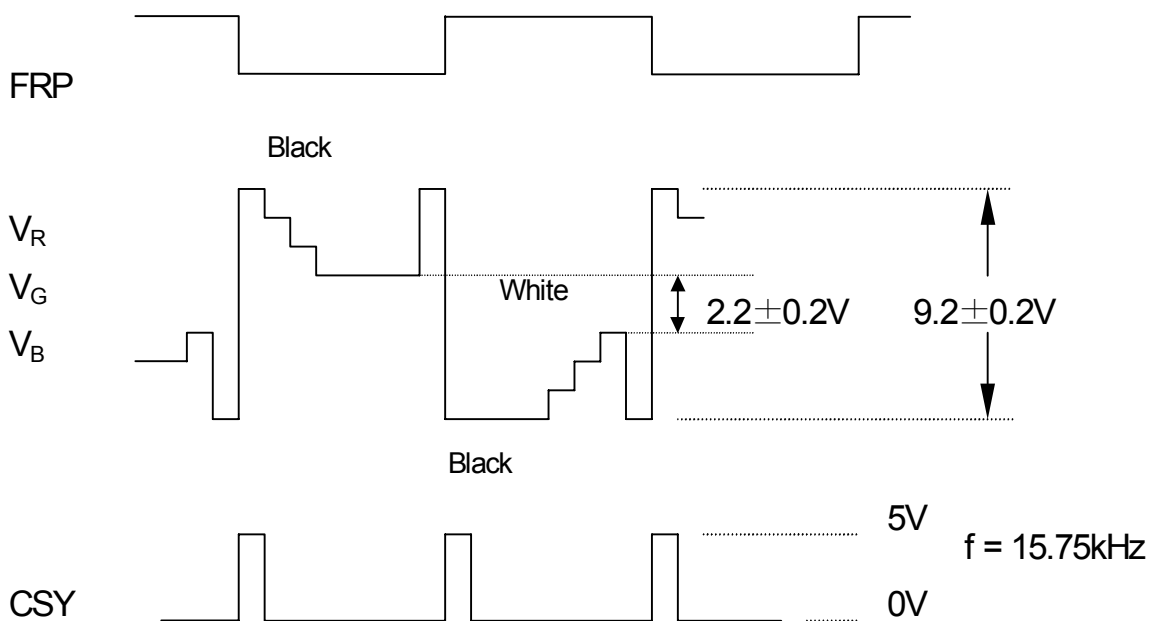 FRP
Black
V_R
V_G
White
2.2±0.2V
9.2±0.2V
V_B
Black
5V
f = 15.75kHz
CSY
0V